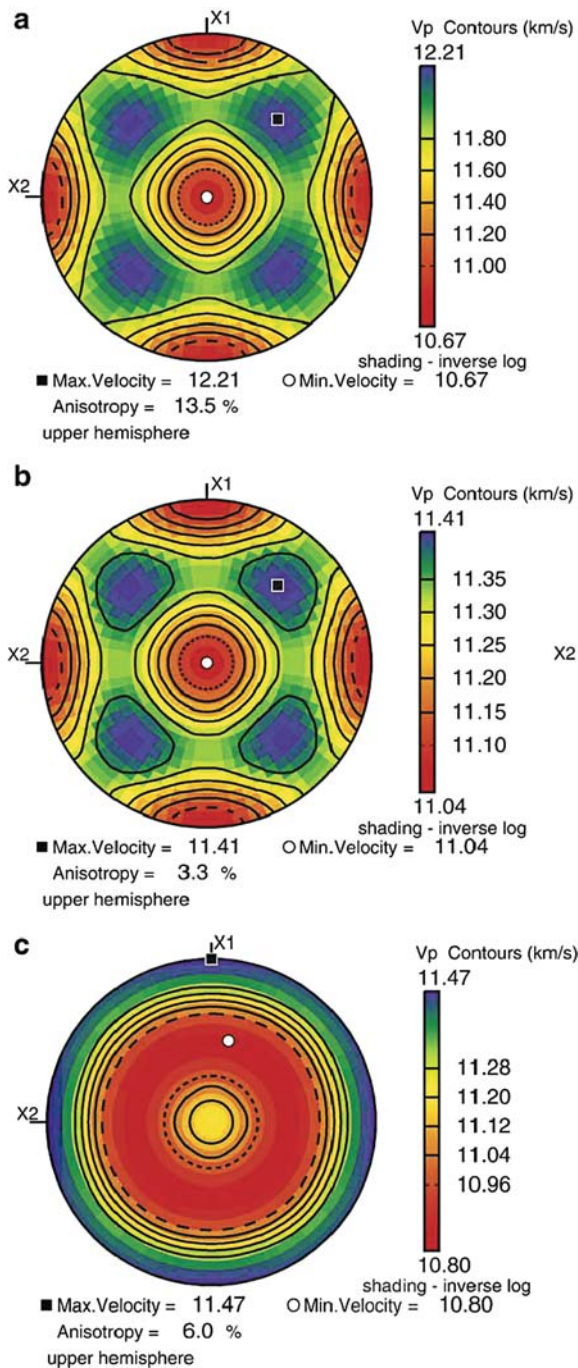 a
X1
X2
Vp Contours (km/s)
12.21
11.80
11.60
11.40
11.20
11.00
10.67
shading - inverse log
■ Max.Velocity = 12.21 ○ Min.Velocity = 10.67
Anisotropy = 13.5 %
upper hemisphere
b
X1
X2
Vp Contours (km/s)
11.41
11.35
11.30
11.25
11.20
11.15
11.10
11.04
X2
shading - inverse log
■ Max.Velocity = 11.41 ○ Min.Velocity = 11.04
Anisotropy = 3.3 %
upper hemisphere
c
X1
X2
Vp Contours (km/s)
11.47
11.28
11.20
11.12
11.04
10.96
10.80
shading - inverse log
■ Max.Velocity = 11.47 ○ Min.Velocity = 10.80
Anisotropy = 6.0 %
upper hemisphere